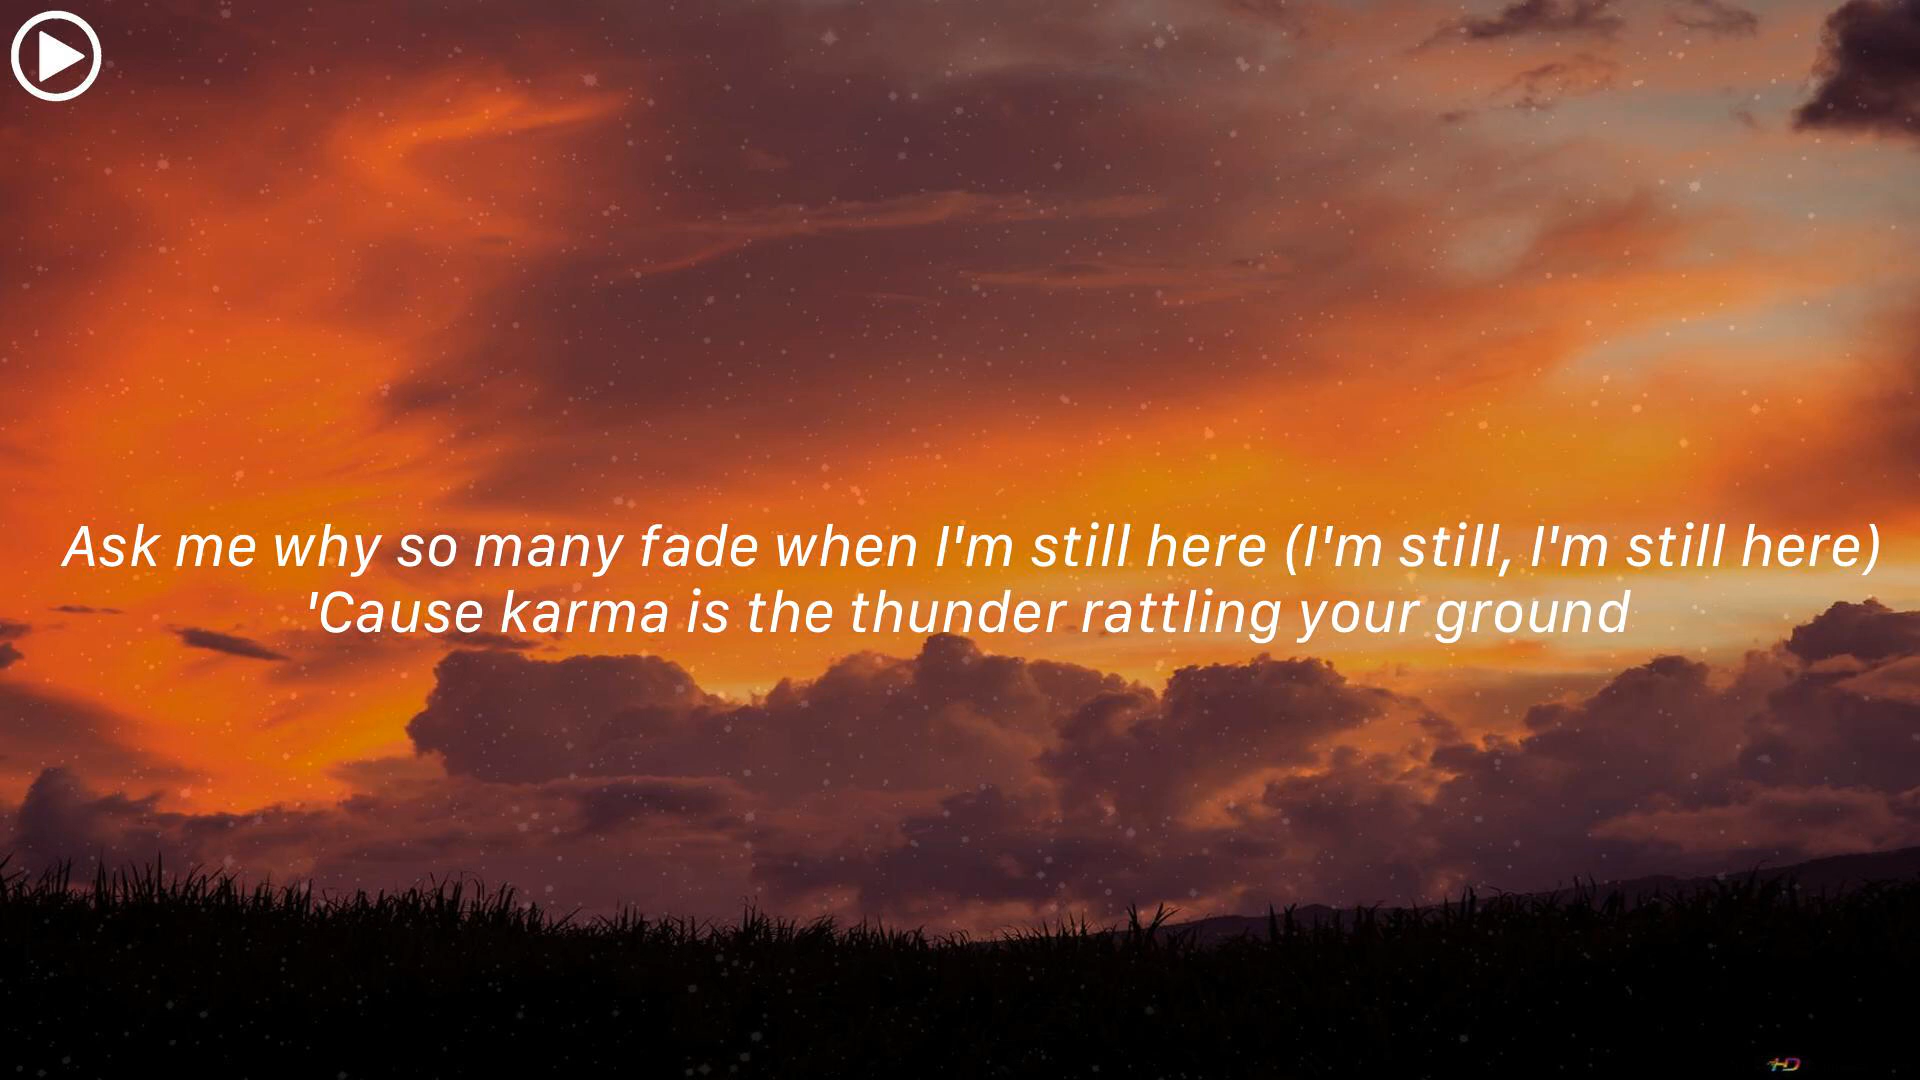 Ask me why so many fade when I'm still here (I'm still, I'm still here)
'Cause karma is the thunder rattling your ground
HD